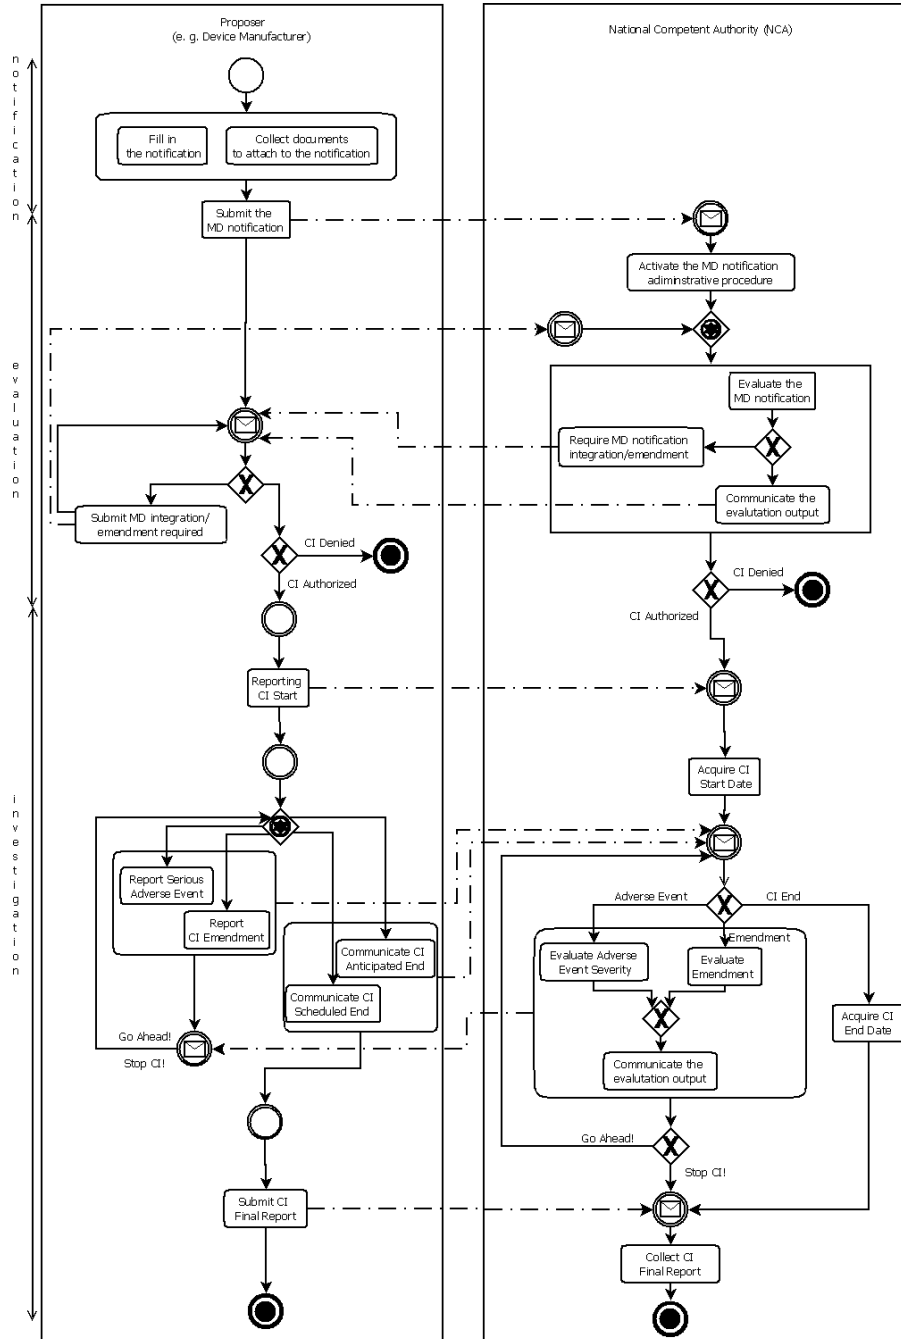 Proposer
(e. g. Device Manufacturer)
National Competent Authority (NCA)
notification
Fill in
the notification
Collect documents
to attach to the notification
Submit the
MD notification
Activate the MD notification
adiminstrative procedure
evaluation
Evaluate the
MD notification
Require MD notification
integration/emendment
Communicate the
evalutation output
Submit MD integration/
emendment required
CI Denied
CI Authorized
CI Denied
CI Authorized
Reporting
CI Start
Acquire CI
Start Date
investigation
Report Serious
Adverse Event
Report
CI Emendment
Communicate CI
Anticipated End
Communicate CI
Scheduled End
Adverse Event
CI End
Emendment
Evaluate Adverse
Event Severity
Evaluate
Emendment
Acquire CI
End Date
Go Ahead!
Stop CI!
Communicate the
evalutation output
Go Ahead!
Stop CI!
Submit CI
Final Report
Collect CI
Final Report